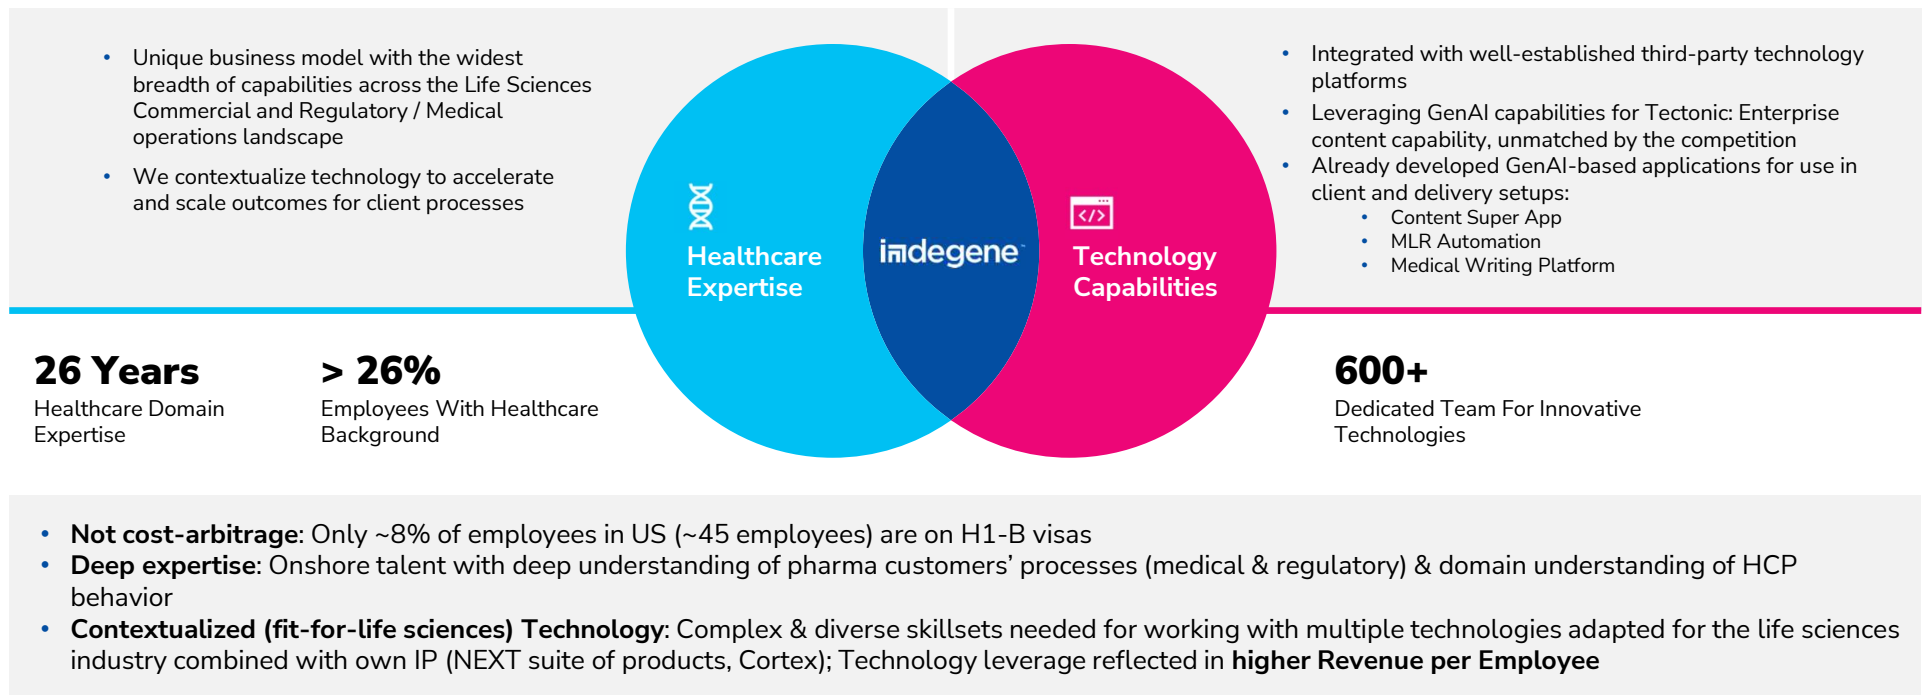 • Unique business model with the widest
breadth of capabilities across the Life Sciences
Commercial and Regulatory / Medical
operations landscape
• We contextualize technology to accelerate
and scale outcomes for client processes
Healthcare
Expertise
indegene™
</>
Technology
Capabilities
• Integrated with well-established third-party technology
platforms
• Leveraging GenAI capabilities for Tectonic: Enterprise
content capability, unmatched by the competition
• Already developed GenAI-based applications for use in
client and delivery setups:
• Content Super App
• MLR Automation
• Medical Writing Platform
26 Years
Healthcare Domain
Expertise
> 26%
Employees With Healthcare
Background
600+
Dedicated Team For Innovative
Technologies
• Not cost-arbitrage: Only ~8% of employees in US (~45 employees) are on H1-B visas
• Deep expertise: Onshore talent with deep understanding of pharma customers’ processes (medical & regulatory) & domain understanding of HCP
behavior
• Contextualized (fit-for-life sciences) Technology: Complex & diverse skillsets needed for working with multiple technologies adapted for the life sciences
industry combined with own IP (NEXT suite of products, Cortex); Technology leverage reflected in higher Revenue per Employee